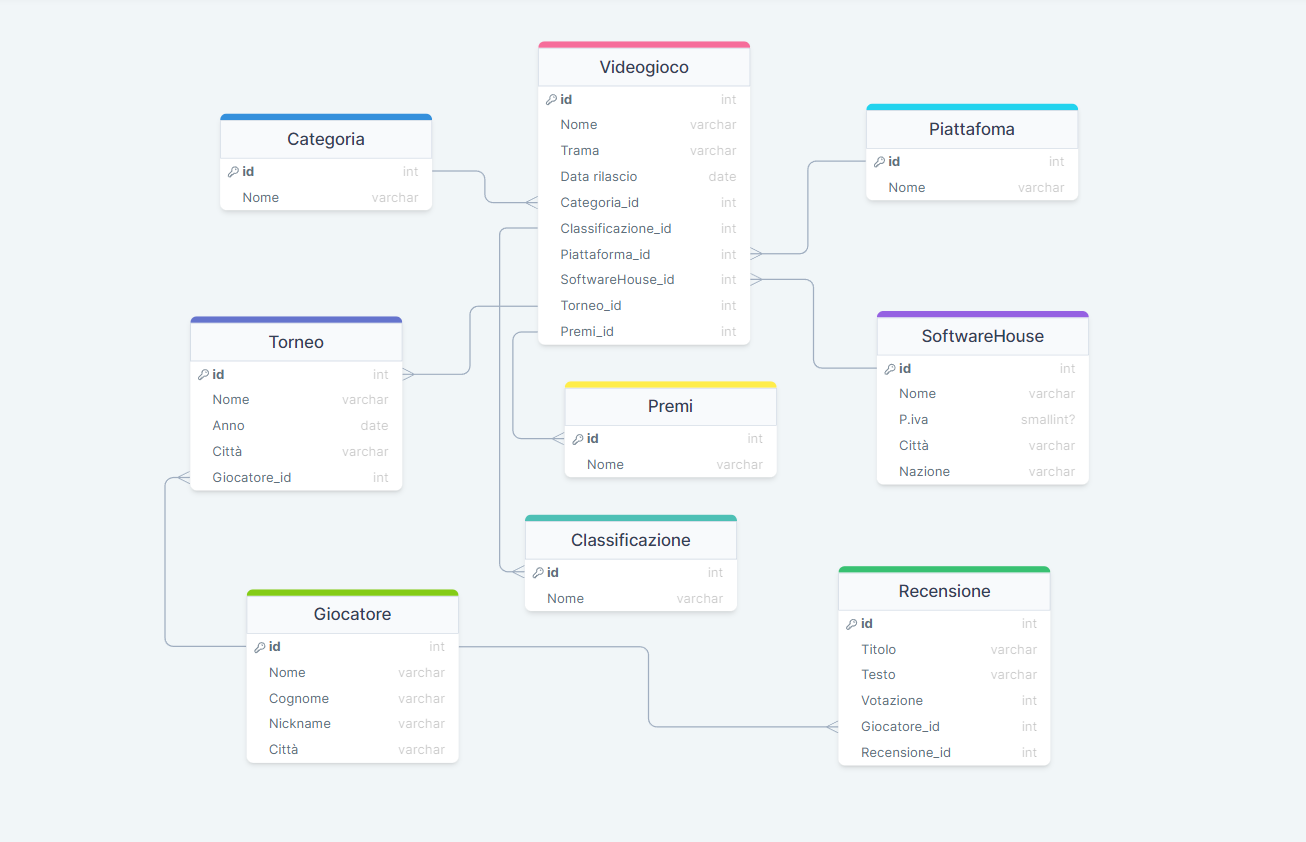 Videogioco
id int
Nome varchar
Trama varchar
Data rilascio date
Categoria_id int
Classificazione_id int
Piattaforma_id int
SoftwareHouse_id int
Torneo_id int
Premi_id int
Categoria
id int
Nome varchar
Piattafoma
id int
Nome varchar
Torneo
id int
Nome varchar
Anno date
Città varchar
Giocatore_id int
SoftwareHouse
id int
Nome varchar
P.iva smallint?
Città varchar
Nazione varchar
Premi
id int
Nome varchar
Classificazione
id int
Nome varchar
Giocatore
id int
Nome varchar
Cognome varchar
Nickname varchar
Città varchar
Recensione
id int
Titolo varchar
Testo varchar
Votazione int
Giocatore_id int
Recensione_id int